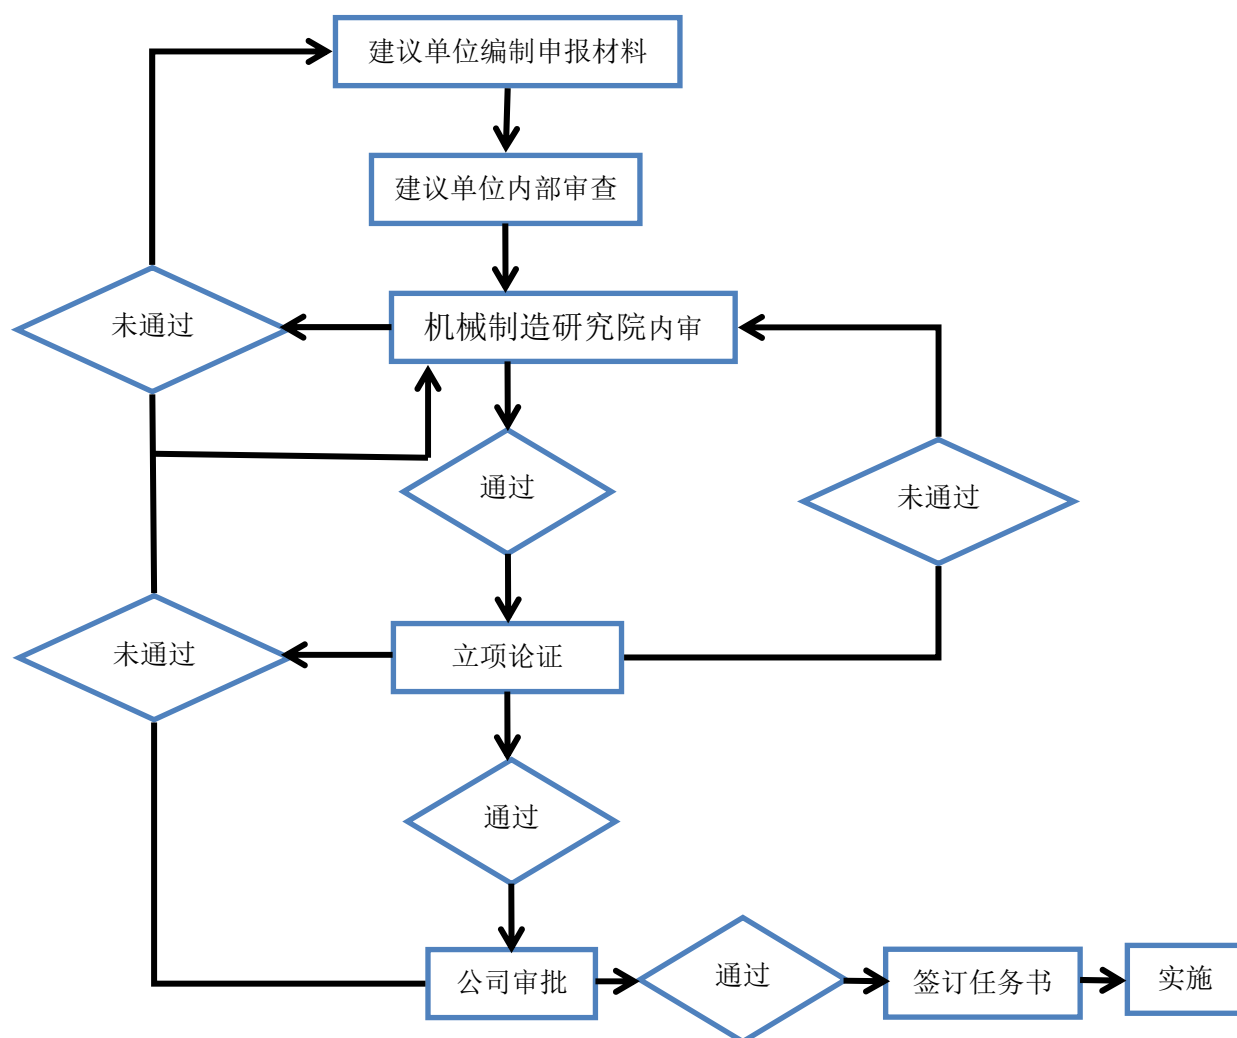 建议单位编制申报材料
建议单位内部审查
未通过
机械制造研究院内审
通过
未通过
未通过
立项论证
通过
公司审批
通过
签订任务书
实施